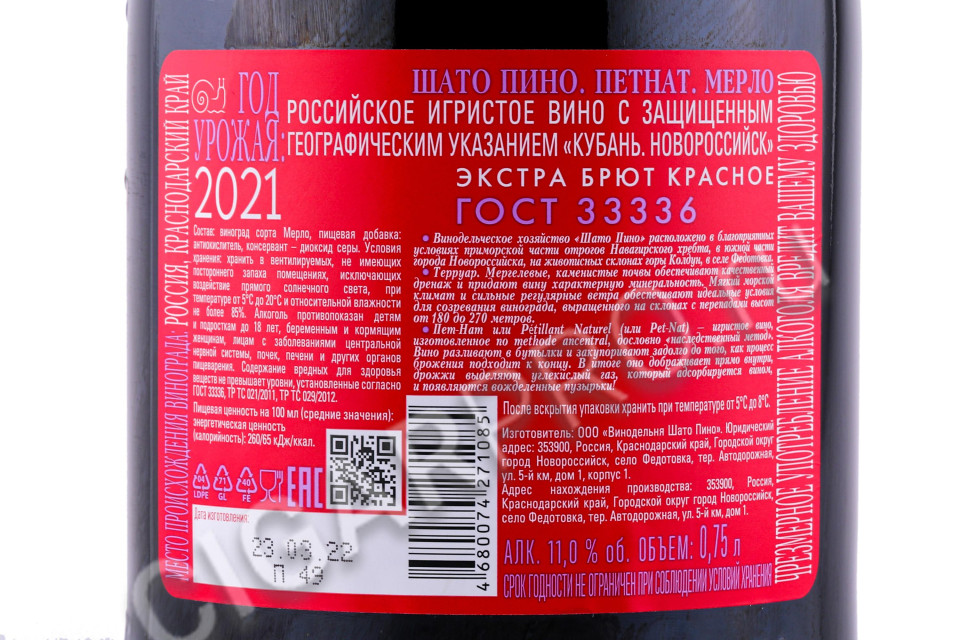 МЕСТО ПРОИСХОЖДЕНИЯ ВИНОГРАДА: РОССИЯ, КРАСНОДАРСКИЙ КРАЙ
ГОД
УРОЖАЯ:
2021
ШАТО ПИНО. ПЕТНАТ. МЕРЛО
РОССИЙСКОЕ ИГРИСТОЕ ВИНО С ЗАЩИЩЕННЫМ
ГЕОГРАФИЧЕСКИМ УКАЗАНИЕМ «КУБАНЬ. НОВОРОССИЙСК»
ЭКСТРА БРЮТ КРАСНОЕ
ГОСТ 33336
Состав: виноград сорта Мерло, пищевая добавка:
антиокислитель, консервант – диоксид серы. Условия
хранения: хранить в вентилируемых, не имеющих
постороннего запаха помещениях, исключающих
воздействие прямого солнечного света, при
температуре от 5°С до 20°С и относительной влажности
не более 85%. Алкоголь противопоказан детям
и подросткам до 18 лет, беременным и кормящим
женщинам, лицам с заболеваниями центральной
нервной системы, почек, печени и других органов
пищеварения. Содержание вредных для здоровья
веществ не превышает уровни, установленные согласно
ГОСТ 33336, ТР ТС 021/2011, ТР ТС 029/2012.
Пищевая ценность на 100 мл (средние значения):
энергетическая ценность
(калорийность): 260/65 кДж/ккал.
04 71 40
LDPE GL FE
EAC
Дата изготовления:
23.03.22
П 49
• Винодельческое хозяйство «Шато Пино» расположено в благоприятных
условиях приморской части отрогов Навагирского хребта, в южной части
города Новороссийска, на живописных склонах горы Колдун, в селе Федотовка.
• Терруар. Мергелевые, каменистые почвы обеспечивают качественный
дренаж и придают вину характерную минеральность. Мягкий морской
климат и сильные регулярные ветра обеспечивают идеальные условия
для созревания винограда, выращенного на склонах с перепадами высот
от 180 до 270 метров.
• Пет-Нат или Pétillant Naturel (или Pet-Nat) – игристое вино,
изготовленное по methode ancestral, дословно «наследственный метод».
Вино разливают в бутылки и закупоривают задолго до того, как процесс
брожения подходит к концу. В итоге оно дображивает прямо внутри,
дрожжи выделяют углекислый газ, который абсорбируется вином,
и появляются вожделенные пузырьки!
4680074271085
После вскрытия упаковки хранить при температуре от 5°С до 8°С.
Изготовитель: ООО «Винодельня Шато Пино». Юридический
адрес: 353900, Россия, Краснодарский край, Городской округ
город Новороссийск, село Федотовка, тер. Автодорожная,
ул. 5-й км, дом 1, корпус 1.
Адрес нахождения производства: 353900, Россия,
Краснодарский край, Городской округ город Новороссийск,
село Федотовка, тер. Автодорожная, ул. 5-й км, дом 1.
АЛК. 11,0 % об. ОБЪЕМ: 0,75 л
СРОК ГОДНОСТИ НЕ ОГРАНИЧЕН ПРИ СОБЛЮДЕНИИ УСЛОВИЙ ХРАНЕНИЯ
ЧРЕЗМЕРНОЕ УПОТРЕБЛЕНИЕ АЛКОГОЛЯ ВРЕДИТ ВАШЕМУ ЗДОРОВЬЮ
CIGARPRO.RU